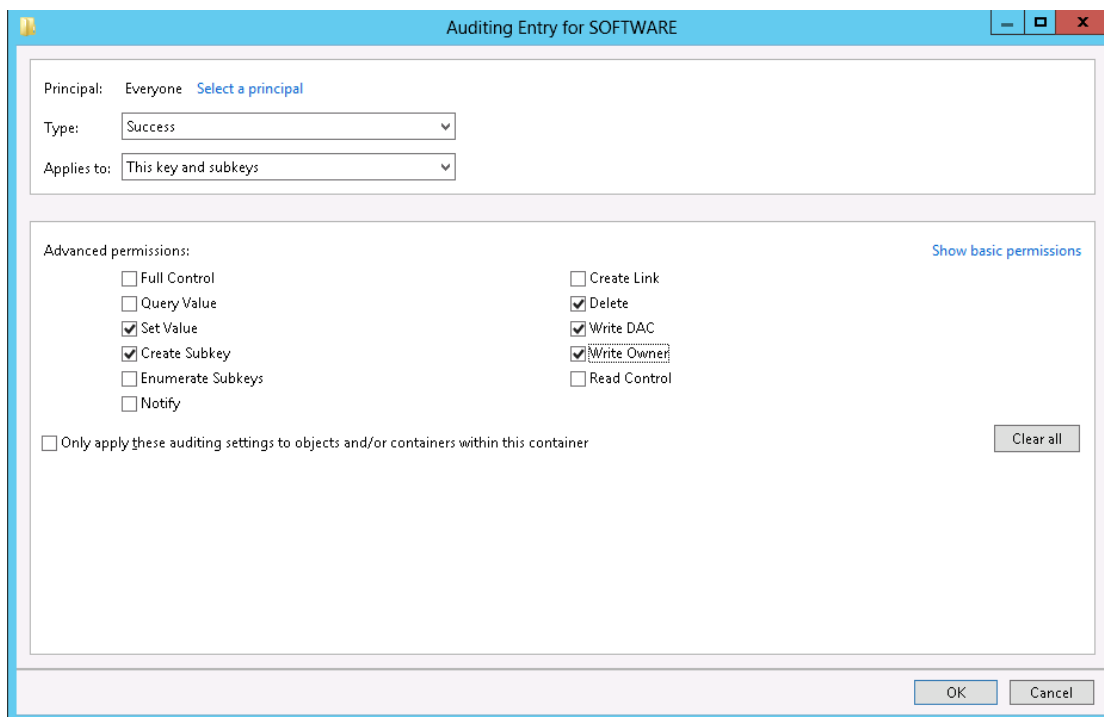 Auditing Entry for SOFTWARE
Principal: Everyone Select a principal
Type: Success
Applies to: This key and subkeys
Advanced permissions: Show basic permissions
Full Control Create Link
Query Value Delete
Set Value Write DAC
Create Subkey Write Owner
Enumerate Subkeys Read Control
Notify
Only apply these auditing settings to objects and/or containers within this container Clear all
OK Cancel